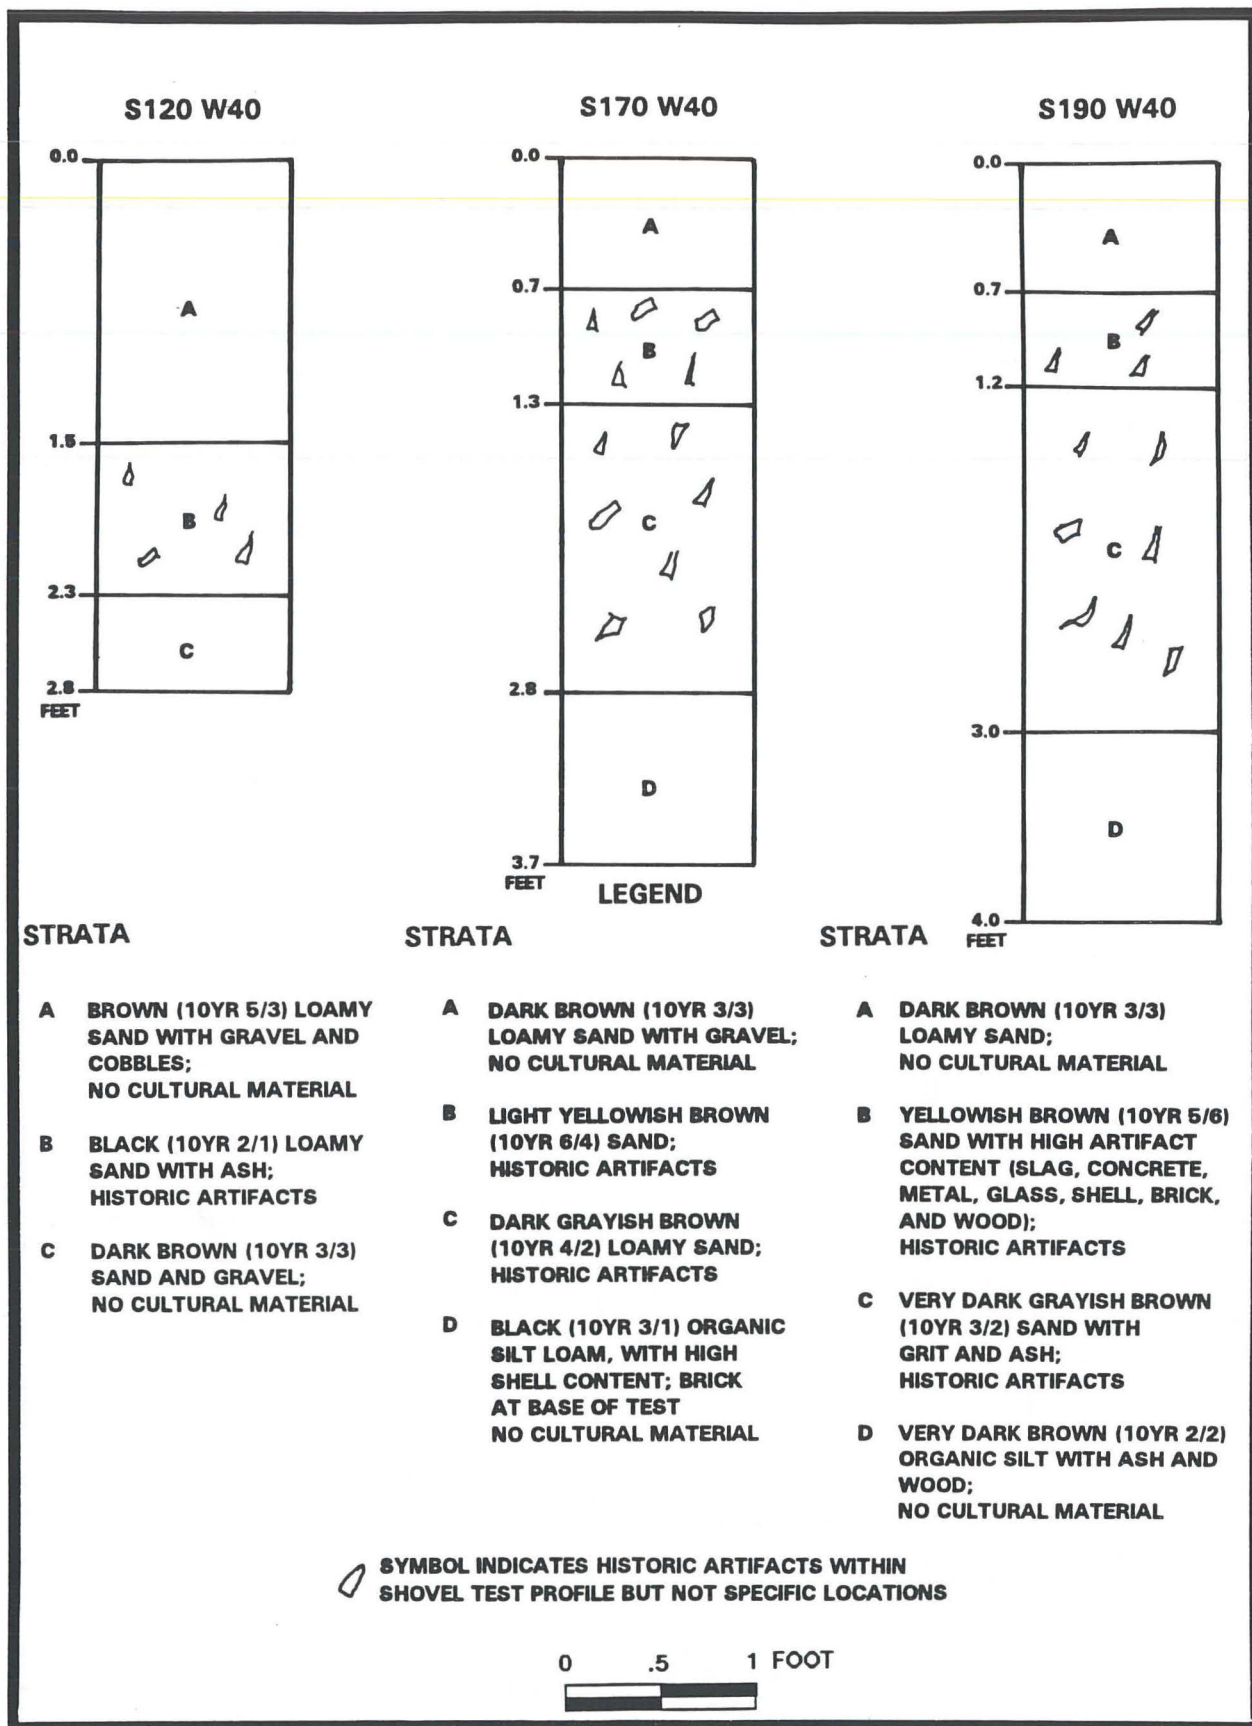 S120 W40
0.0
A
1.5
B
2.3
C
2.8
FEET
S170 W40
0.0
A
0.7
B
1.3
C
2.8
D
3.7
FEET
S190 W40
0.0
A
0.7
B
1.2
C
3.0
D
4.0
FEET
LEGEND
STRATA
A BROWN (10YR 5/3) LOAMY
SAND WITH GRAVEL AND
COBBLES;
NO CULTURAL MATERIAL
B BLACK (10YR 2/1) LOAMY
SAND WITH ASH;
HISTORIC ARTIFACTS
C DARK BROWN (10YR 3/3)
SAND AND GRAVEL;
NO CULTURAL MATERIAL
STRATA
A DARK BROWN (10YR 3/3)
LOAMY SAND WITH GRAVEL;
NO CULTURAL MATERIAL
B LIGHT YELLOWISH BROWN
(10YR 6/4) SAND;
HISTORIC ARTIFACTS
C DARK GRAYISH BROWN
(10YR 4/2) LOAMY SAND;
HISTORIC ARTIFACTS
D BLACK (10YR 3/1) ORGANIC
SILT LOAM, WITH HIGH
SHELL CONTENT; BRICK
AT BASE OF TEST
NO CULTURAL MATERIAL
STRATA
A DARK BROWN (10YR 3/3)
LOAMY SAND;
NO CULTURAL MATERIAL
B YELLOWISH BROWN (10YR 5/6)
SAND WITH HIGH ARTIFACT
CONTENT (SLAG, CONCRETE,
METAL, GLASS, SHELL, BRICK,
AND WOOD);
HISTORIC ARTIFACTS
C VERY DARK GRAYISH BROWN
(10YR 3/2) SAND WITH
GRIT AND ASH;
HISTORIC ARTIFACTS
D VERY DARK BROWN (10YR 2/2)
ORGANIC SILT WITH ASH AND
WOOD;
NO CULTURAL MATERIAL
SYMBOL INDICATES HISTORIC ARTIFACTS WITHIN
SHOVEL TEST PROFILE BUT NOT SPECIFIC LOCATIONS
0 .5 1 FOOT